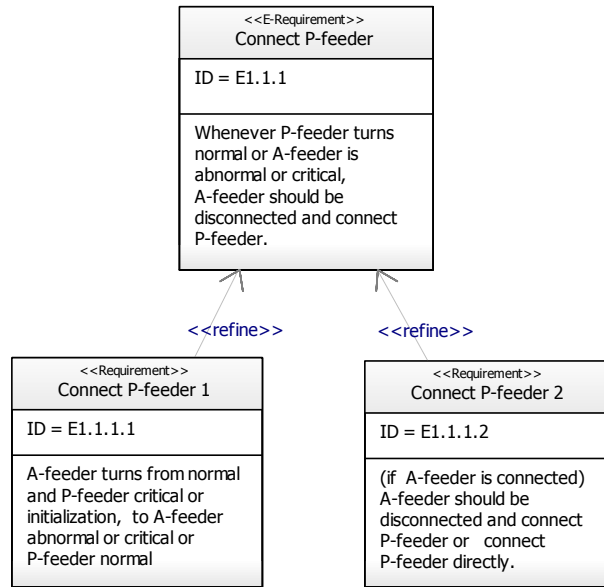 <<E-Requirement>>
Connect P-feeder
ID = E1.1.1
Whenever P-feeder turns
normal or A-feeder is
abnormal or critical,
A-feeder should be
disconnected and connect
P-feeder.
<<refine>>
<<refine>>
<<Requirement>>
Connect P-feeder 1
ID = E1.1.1.1
A-feeder turns from normal
and P-feeder critical or
initialization, to A-feeder
abnormal or critical or
P-feeder normal
<<Requirement>>
Connect P-feeder 2
ID = E1.1.1.2
(if A-feeder is connected)
A-feeder should be
disconnected and connect
P-feeder or connect
P-feeder directly.